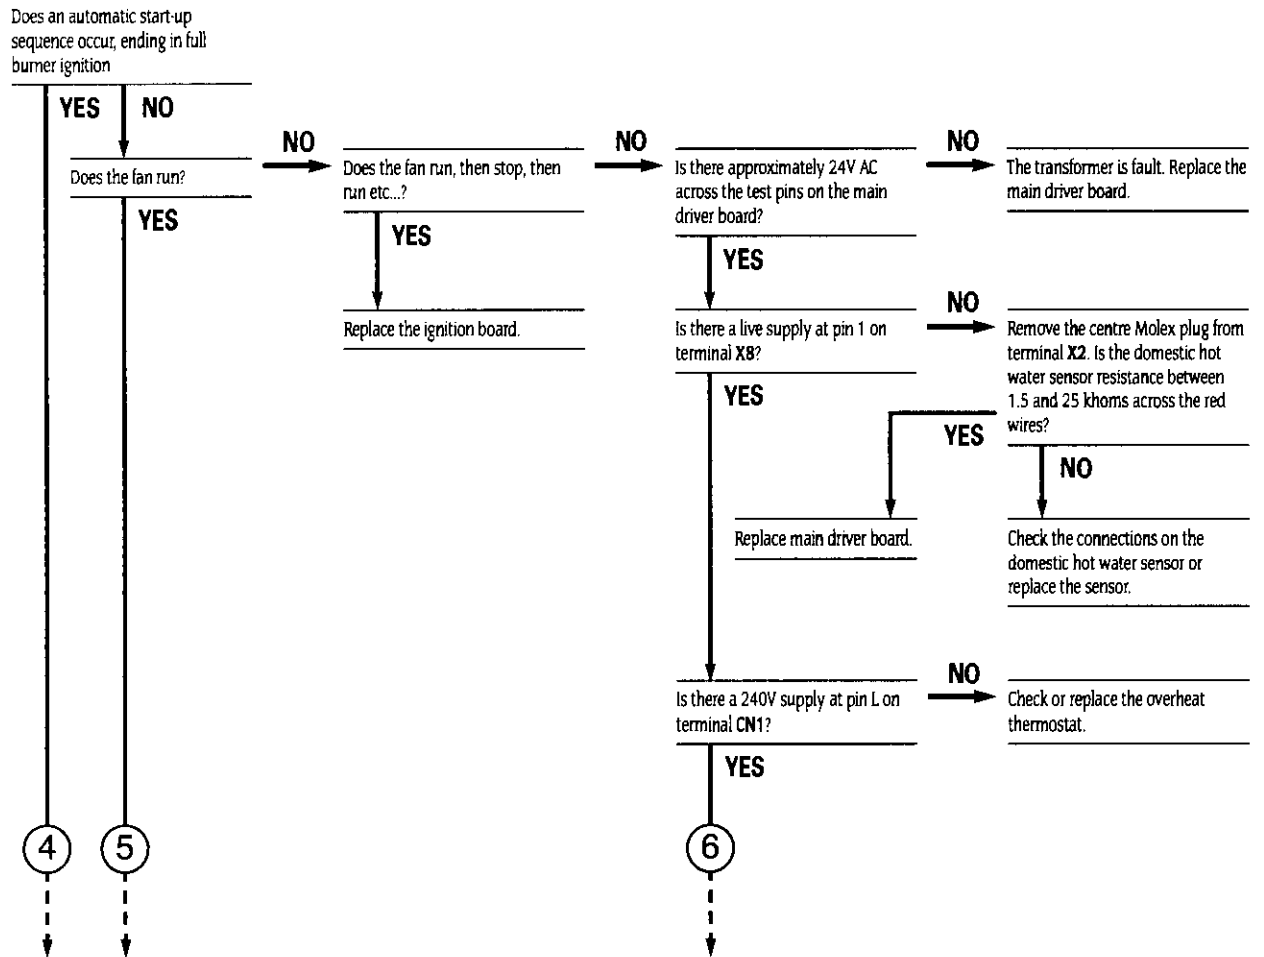 Does an automatic start-up
sequence occur, ending in full
burner ignition
YES
NO
Does the fan run?
YES
NO
Does the fan run, then stop, then
run etc...?
YES
Replace the ignition board.
NO
Is there approximately 24V AC
across the test pins on the main
driver board?
NO
The transformer is fault. Replace the
main driver board.
YES
Is there a live supply at pin 1 on
terminal X8?
NO
Remove the centre Molex plug from
terminal X2. Is the domestic hot
water sensor resistance between
1.5 and 25 khoms across the red
wires?
YES
YES
NO
Replace main driver board.
Check the connections on the
domestic hot water sensor or
replace the sensor.
Is there a 240V supply at pin L on
terminal CN1?
NO
Check or replace the overheat
thermostat.
YES
4
5
6